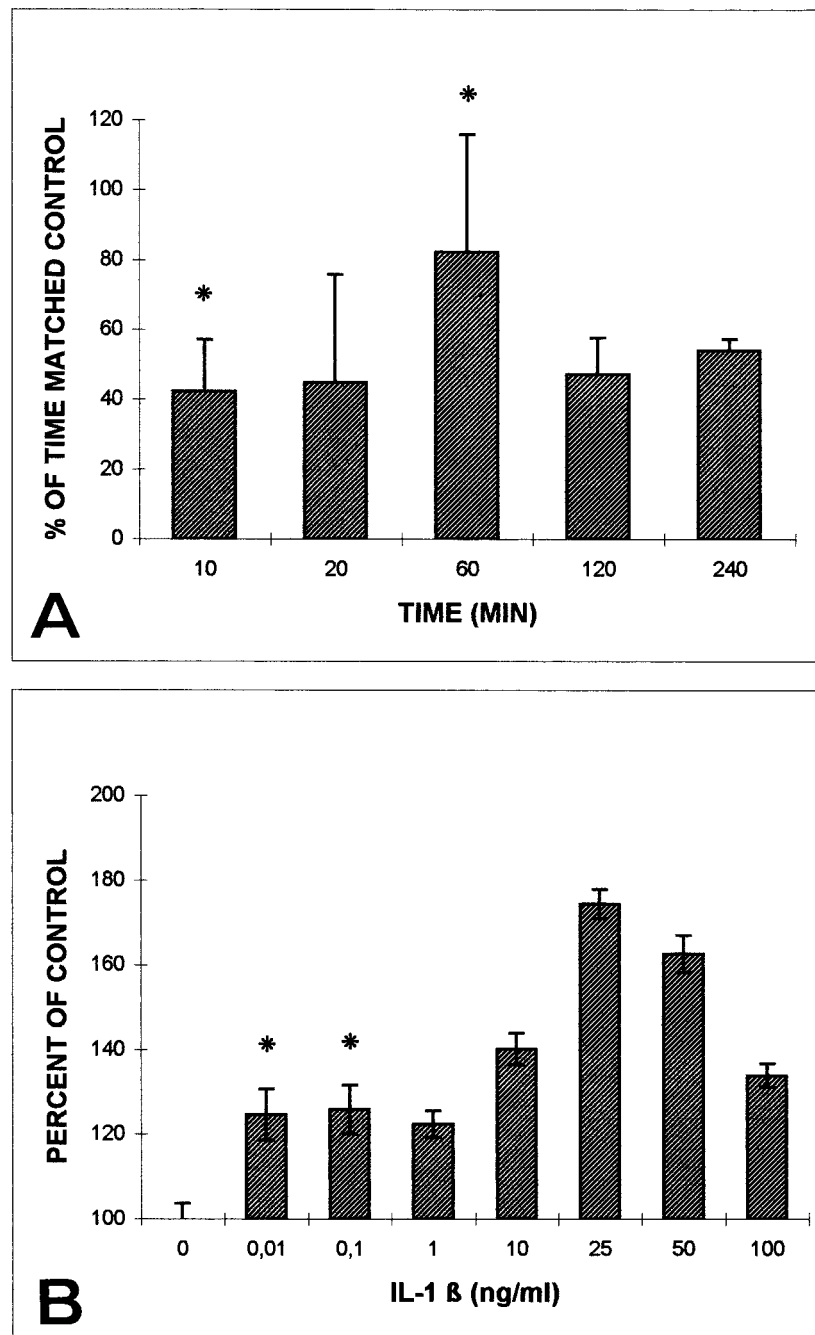 % OF TIME MATCHED CONTROL
120
100
80
60
40
20
0
*
*
10 20 60 120 240
TIME (MIN)
A
PERCENT OF CONTROL
200
180
160
140
120
100
*
*
0 0,01 0,1 1 10 25 50 100
IL-1 ß (ng/ml)
B